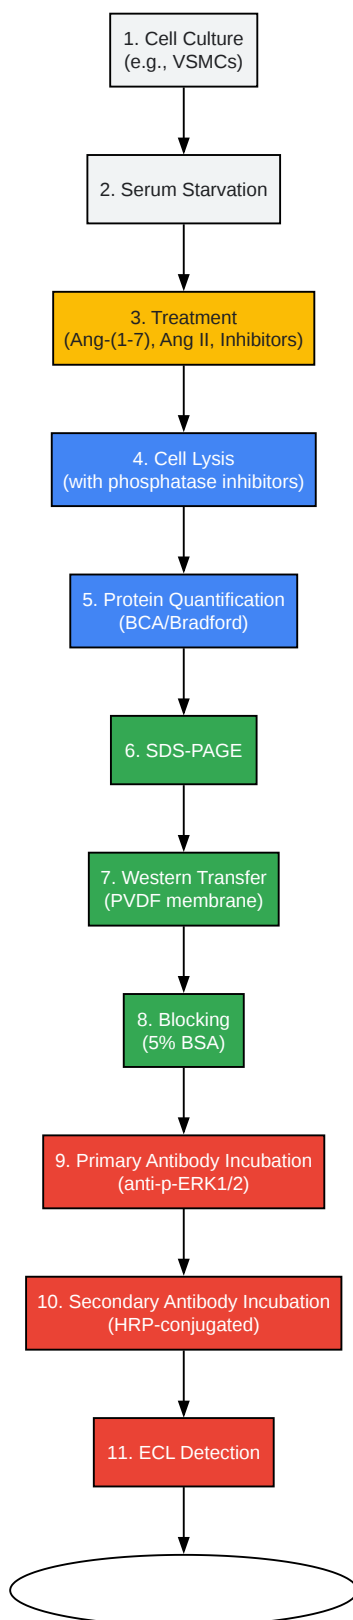 1. Cell Culture
(e.g., VSMCs)
2. Serum Starvation
3. Treatment
(Ang-(1-7), Ang II, Inhibitors)
4. Cell Lysis
(with phosphatase inhibitors)
5. Protein Quantification
(BCA/Bradford)
6. SDS-PAGE
7. Western Transfer
(PVDF membrane)
8. Blocking
(5% BSA)
9. Primary Antibody Incubation
(anti-p-ERK1/2)
10. Secondary Antibody Incubation
(HRP-conjugated)
11. ECL Detection